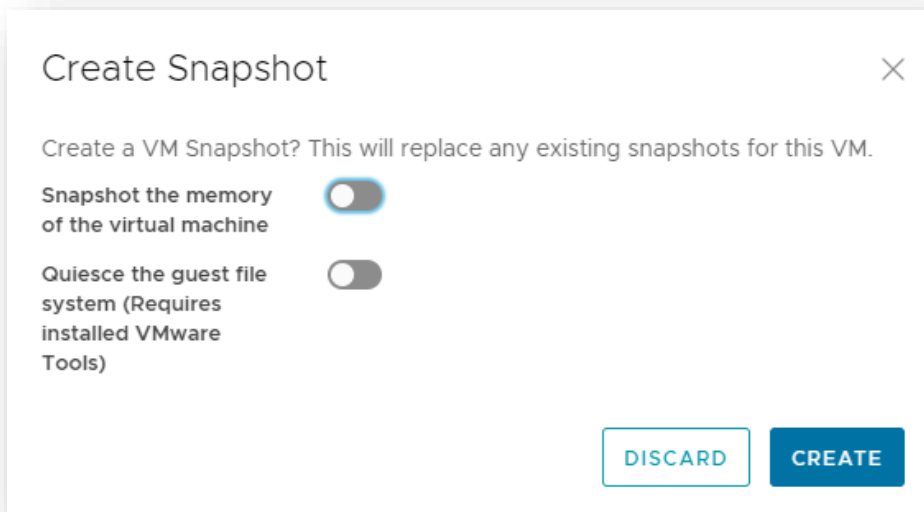 Create Snapshot
Create a VM Snapshot? This will replace any existing snapshots for this VM.
Snapshot the memory
of the virtual machine
Quiesce the guest file
system (Requires
installed VMware
Tools)
DISCARD
CREATE